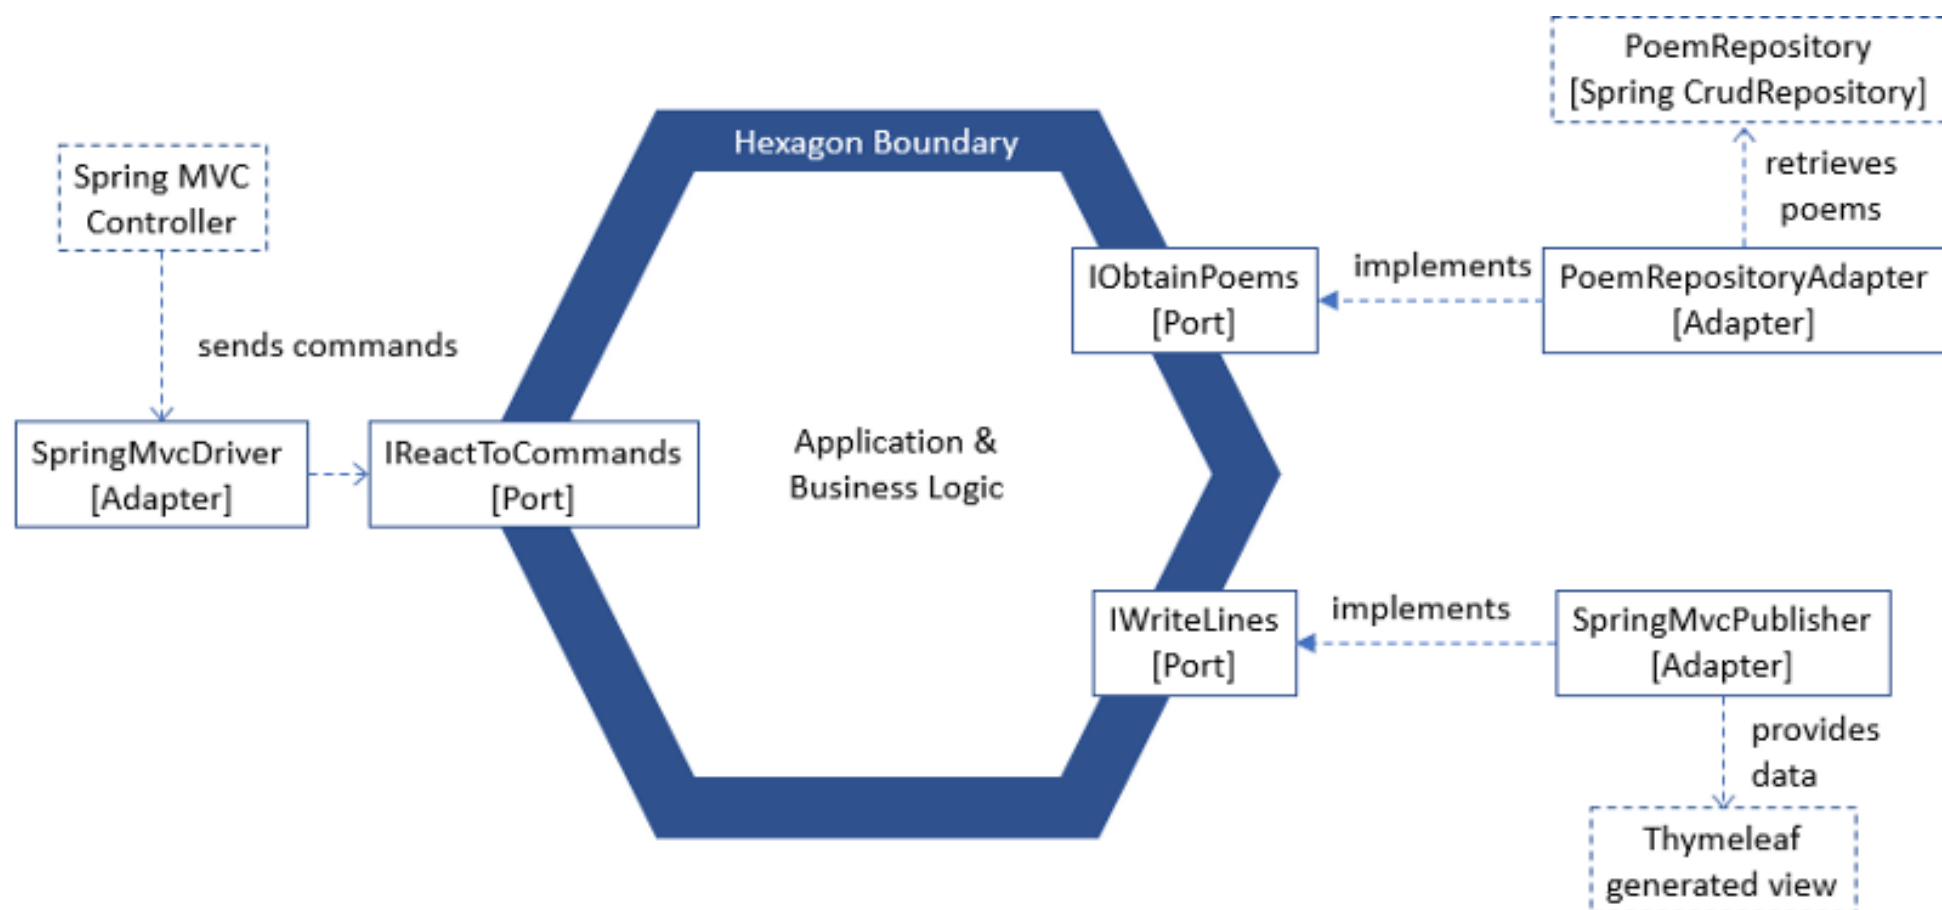 PoemRepository
[Spring CrudRepository]
retrieves
poems
Hexagon Boundary
Spring MVC
Controller
sends commands
IObtainPoems
[Port]
implements
PoemRepositoryAdapter
[Adapter]
SpringMvcDriver
[Adapter]
IReactToCommands
[Port]
Application &
Business Logic
IWriteLines
[Port]
implements
SpringMvcPublisher
[Adapter]
provides
data
Thymeleaf
generated view